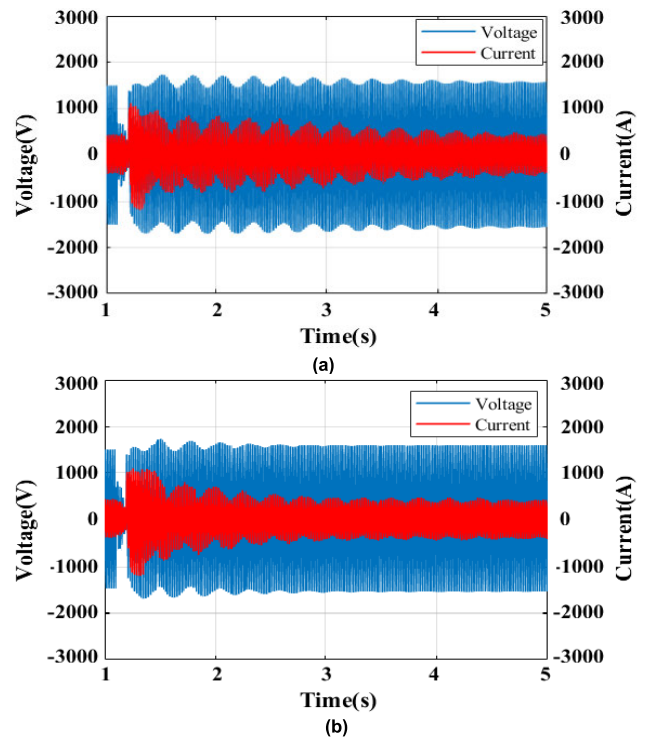 3000 3000
Voltage
Current
2000 2000
1000 1000
0 0
-1000 -1000
-2000 -2000
-3000 -3000
Voltage(V)
Current(A)
1 2 3 4 5
Time(s)
(a)
3000 3000
Voltage
Current
2000 2000
1000 1000
0 0
-1000 -1000
-2000 -2000
-3000 -3000
Voltage(V)
Current(A)
1 2 3 4 5
Time(s)
(b)